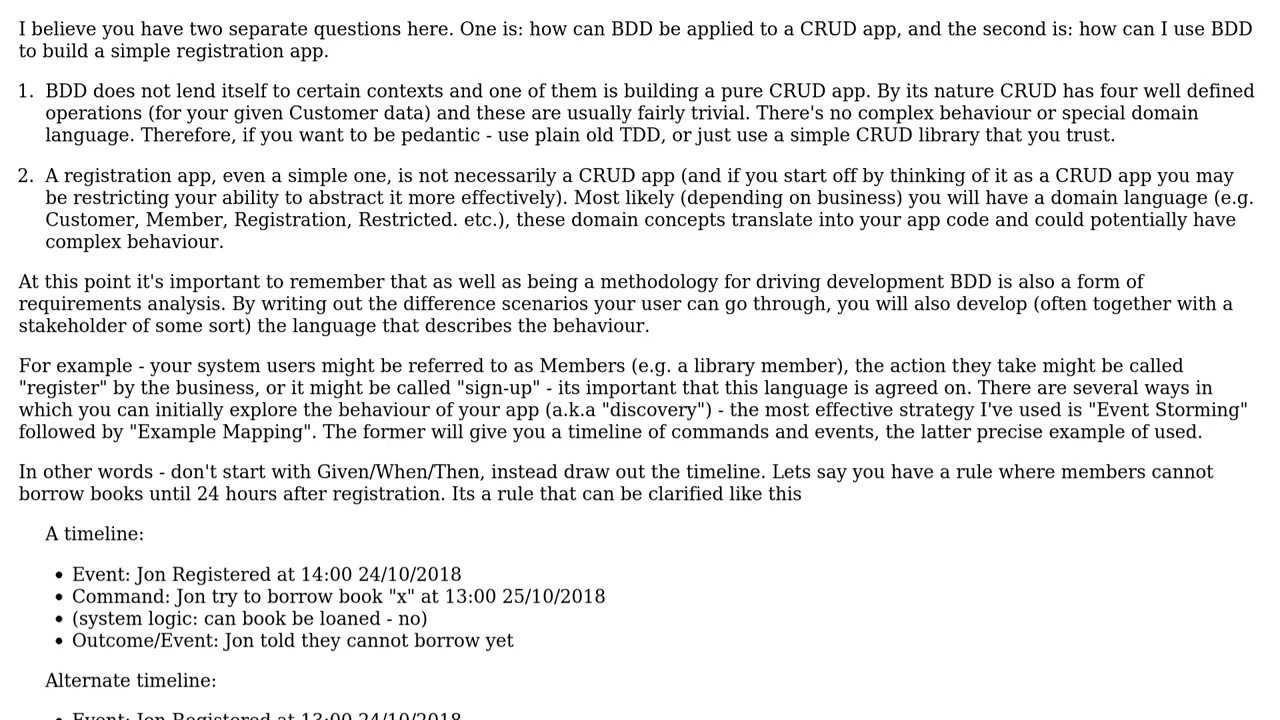 I believe you have two separate questions here. One is: how can BDD be applied to a CRUD app, and the second is: how can I use BDD
to build a simple registration app.
1. BDD does not lend itself to certain contexts and one of them is building a pure CRUD app. By its nature CRUD has four well defined
operations (for your given Customer data) and these are usually fairly trivial. There's no complex behaviour or special domain
language. Therefore, if you want to be pedantic - use plain old TDD, or just use a simple CRUD library that you trust.
2. A registration app, even a simple one, is not necessarily a CRUD app (and if you start off by thinking of it as a CRUD app you may
be restricting your ability to abstract it more effectively). Most likely (depending on business) you will have a domain language (e.g.
Customer, Member, Registration, Restricted. etc.), these domain concepts translate into your app code and could potentially have
complex behaviour.
At this point it's important to remember that as well as being a methodology for driving development BDD is also a form of
requirements analysis. By writing out the difference scenarios your user can go through, you will also develop (often together with a
stakeholder of some sort) the language that describes the behaviour.
For example - your system users might be referred to as Members (e.g. a library member), the action they take might be called
"register" by the business, or it might be called "sign-up" - its important that this language is agreed on. There are several ways in
which you can initially explore the behaviour of your app (a.k.a "discovery") - the most effective strategy I've used is "Event Storming"
followed by "Example Mapping". The former will give you a timeline of commands and events, the latter precise example of used.
In other words - don't start with Given/When/Then, instead draw out the timeline. Lets say you have a rule where members cannot
borrow books until 24 hours after registration. Its a rule that can be clarified like this
A timeline:
• Event: Jon Registered at 14:00 24/10/2018
• Command: Jon try to borrow book "x" at 13:00 25/10/2018
• (system logic: can book be loaned - no)
• Outcome/Event: Jon told they cannot borrow yet
Alternate timeline:
• Event: Jon Registered at 13:00 24/10/2018